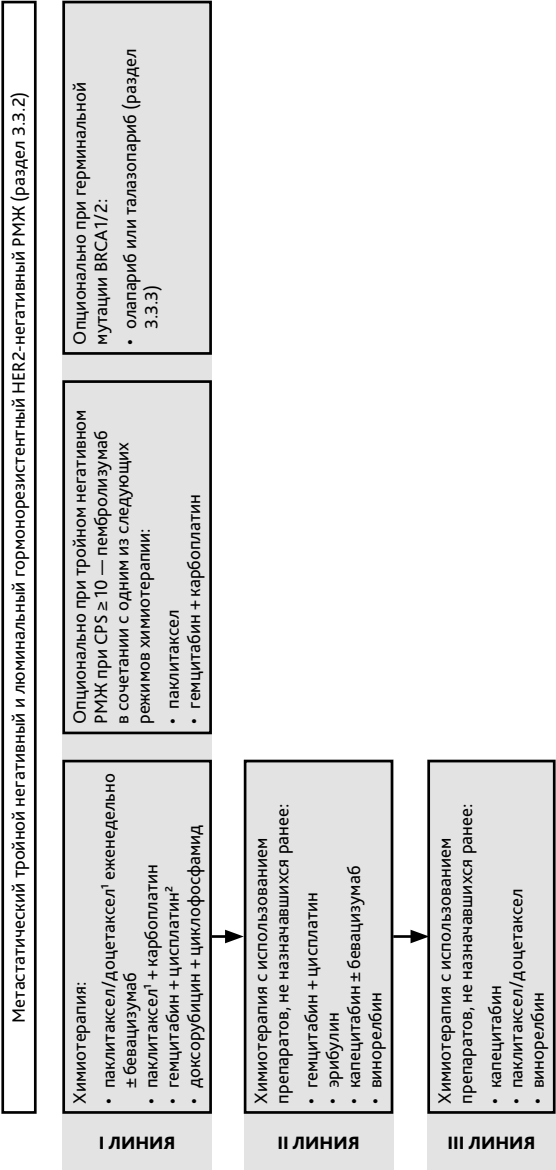 Метастатический тройной негативный и люминальный гормонорезистентный HER2-негативный РМЖ (раздел 3.3.2)
I ЛИНИЯ
Химиотерапия:
• паклитаксел/доцетаксел¹ еженедельно
± бевацизумаб
• паклитаксел¹ + карбоплатин
• гемцитабин + цисплатин²
• доксорубицин + циклофосфамид
Опционально при тройном негативном
РМЖ при CPS ≥ 10 — пембролизумаб
в сочетании с одним из следующих
режимов химиотерапии:
• паклитаксел
• гемцитабин + карбоплатин
Опционально при герминальной
мутации BRCA1/2:
• олапариб или талазопариб (раздел
3.3.3)
II ЛИНИЯ
Химиотерапия с использованием
препаратов, не назначавшихся ранее:
• гемцитабин + цисплатин
• эрибулин
• капецитабин ± бевацизумаб
• винорелбин
III ЛИНИЯ
Химиотерапия с использованием
препаратов, не назначавшихся ранее:
• капецитабин
• паклитаксел/доцетаксел
• винорелбин